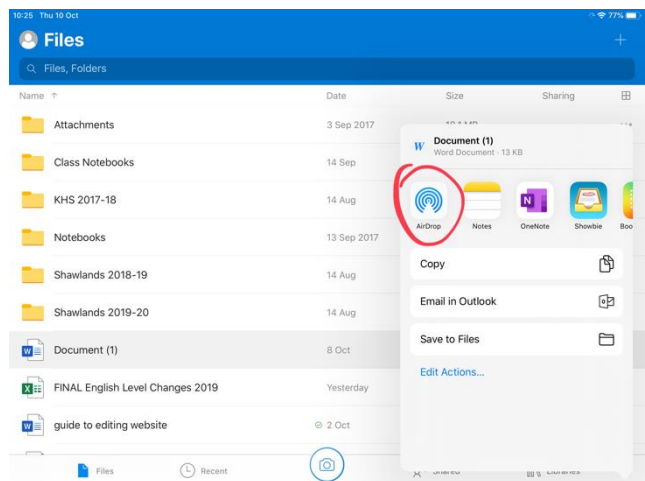 10:25 Thu 10 Oct
77%
Files
Files, Folders
Name ↑ Date Size Sharing
Attachments 3 Sep 2017
Document (1)
Word Document · 13 KB
Class Notebooks 14 Sep
KHS 2017-18 14 Aug
AirDrop Notes OneNote Showbie Boo
Notebooks 13 Sep 2017
Copy
Shawlands 2018-19 14 Aug
Email in Outlook
Shawlands 2019-20 14 Aug
Save to Files
Document (1) 8 Oct
Edit Actions...
FINAL English Level Changes 2019 Yesterday
guide to editing website 2 Oct
Files Recent Shared Libraries